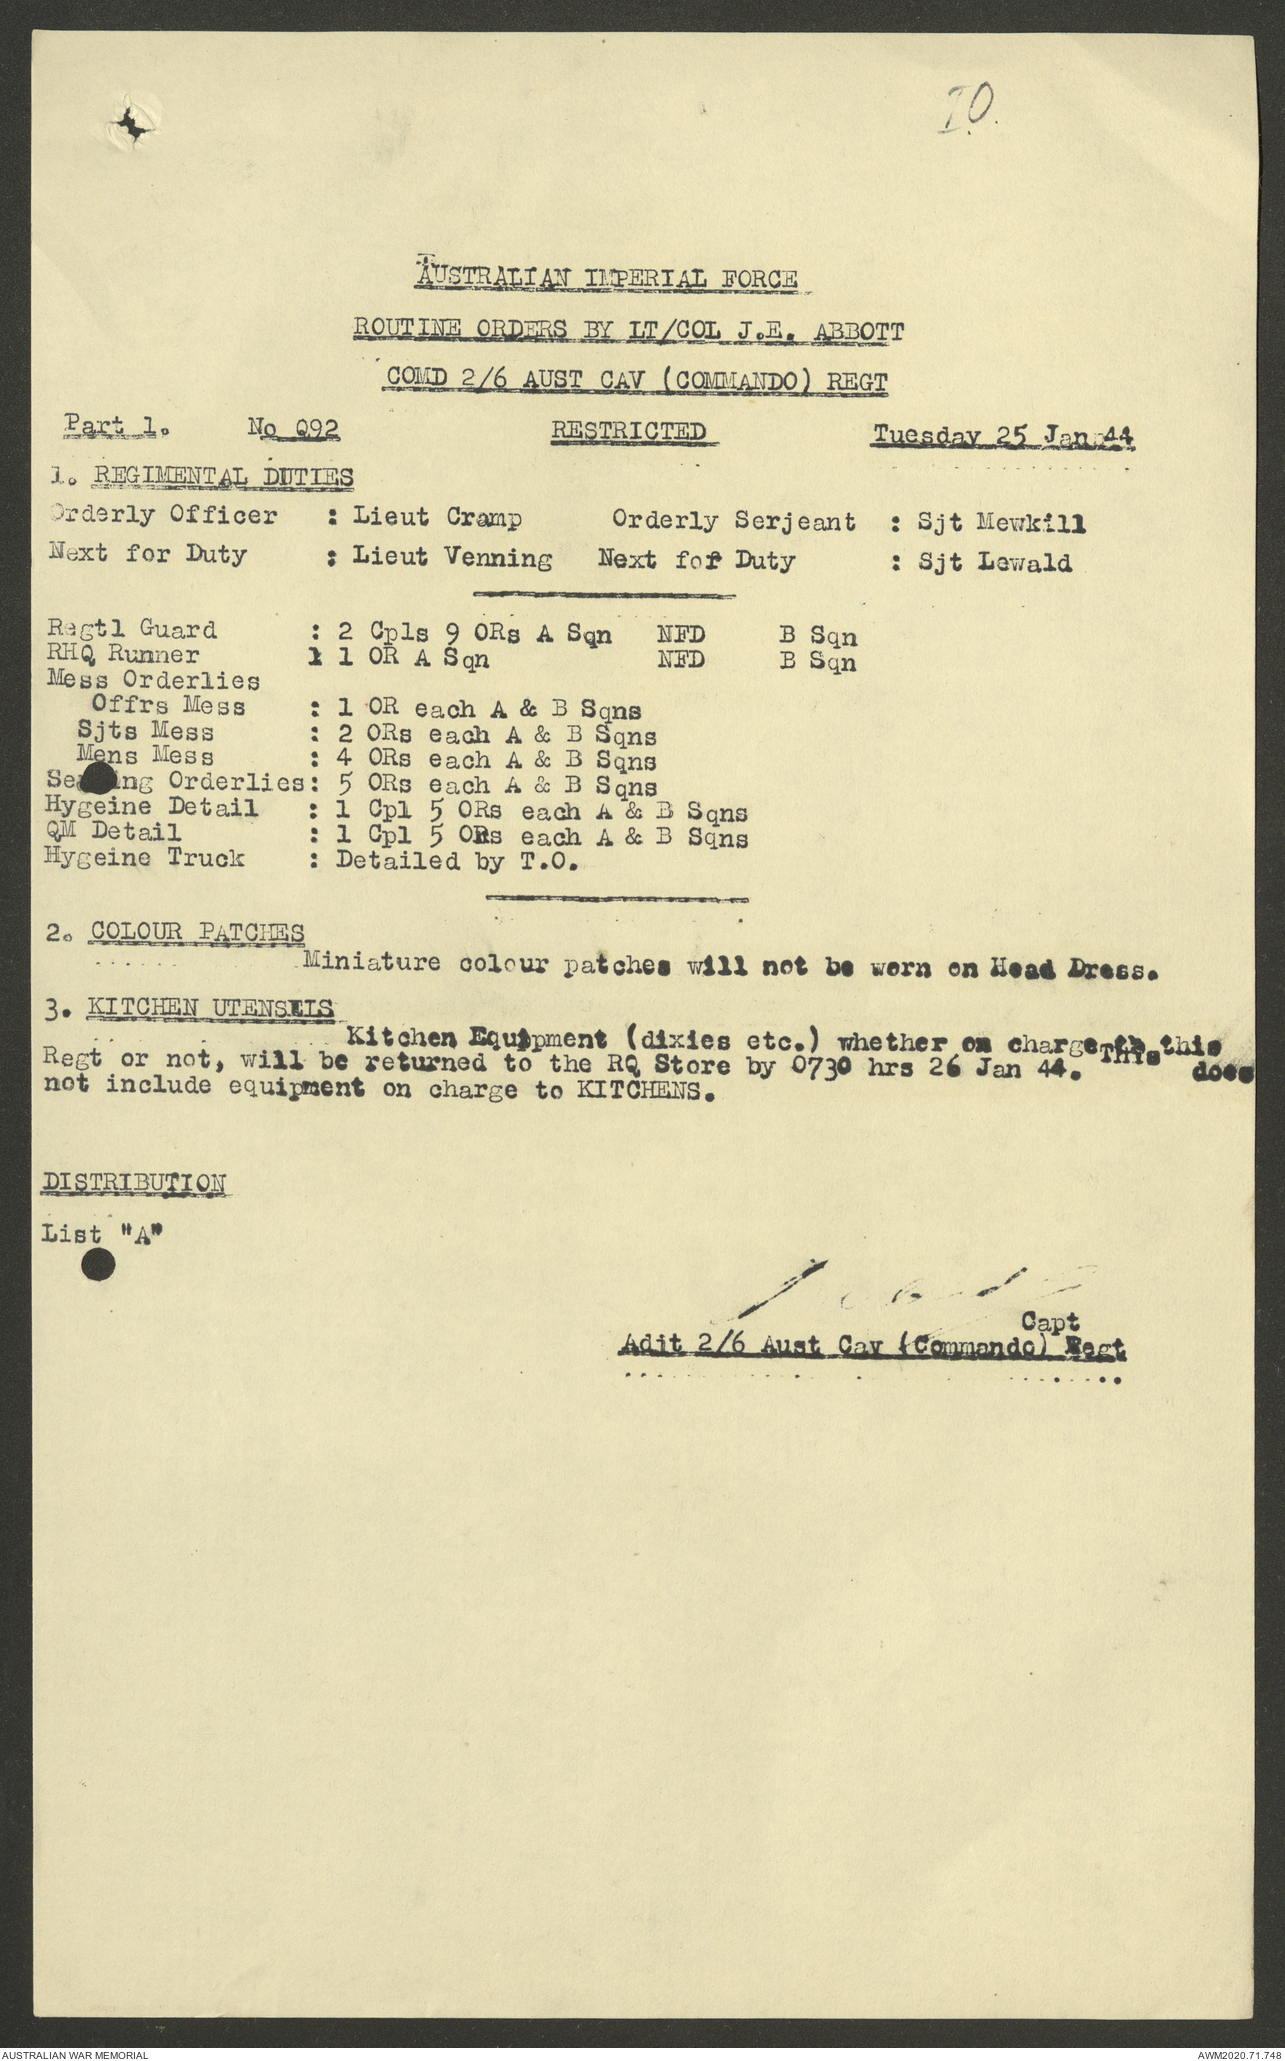 I.O.
AUSTRALIAN IMPERIAL FORCE
ROUTINE ORDERS BY LT/COL J.E. ABBOTT
COMD 2/6 AUST CAV (COMMANDO) REGT
Part 1. No Q92 RESTRICTED Tuesday 25 Jan 44
1. REGIMENTAL DUTIES
Orderly Officer : Lieut Cramp Orderly Serjeant : Sjt Mewkill
Next for Duty : Lieut Venning Next for Duty : Sjt Lewald
Regtl Guard : 2 Cpls 9 ORs A Sqn NFD B Sqn
RHQ Runner 1 1 OR A Sqn NFD B Sqn
Mess Orderlies
Offrs Mess : 1 OR each A & B Sqns
Sjts Mess : 2 ORs each A & B Sqns
Mens Mess : 4 ORs each A & B Sqns
Orderlies: 5 ORs each A & B Sqns
Hygeine Detail : 1 Cpl 5 ORs each A & B Sqns
QM Detail : 1 Cpl 5 ORs each A & B Sqns
Hygeine Truck : Detailed by T.O.
2. COLOUR PATCHES
Miniature colour patches will not be worn on Head Dress.
3. KITCHEN UTENSEIS
Kitchen Equipment (dixies etc.) whether on charge to this
Regt or not, will be returned to the RQ Store by 0730 hrs 26 Jan 44. This does
not include equipment on charge to KITCHENS.
DISTRIBUTION
List "A"
Capt
Adjt 2/6 Aust Cav (Commando) Regt
AUSTRALIAN WAR MEMORIAL AWM2020.71.748